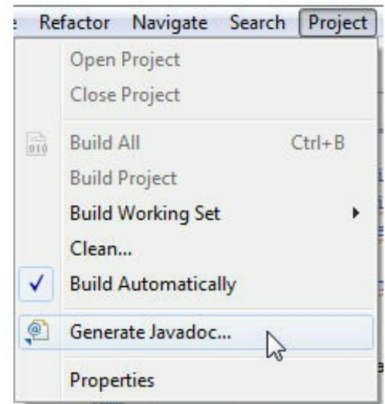 Refactor Navigate Search Project
Open Project
Close Project
Build All Ctrl+B
Build Project
Build Working Set
Clean...
Build Automatically
Generate Javadoc...
Properties